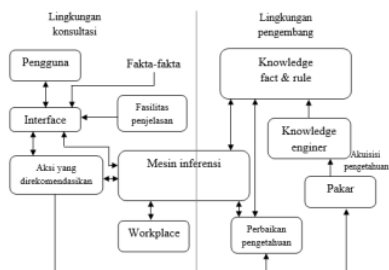 Lingkungan
konsultasi
Lingkungan
pengembang
Pengguna
Fakta-fakta
Knowledge
fact & rule
Fasilitas
penjelasan
Interface
Knowledge
enginer
Akuisisi
pengetahuan
Aksi yang
direkomendasikan
Mesin inferensi
Pakar
Workplace
Perbaikan
pengetahuan